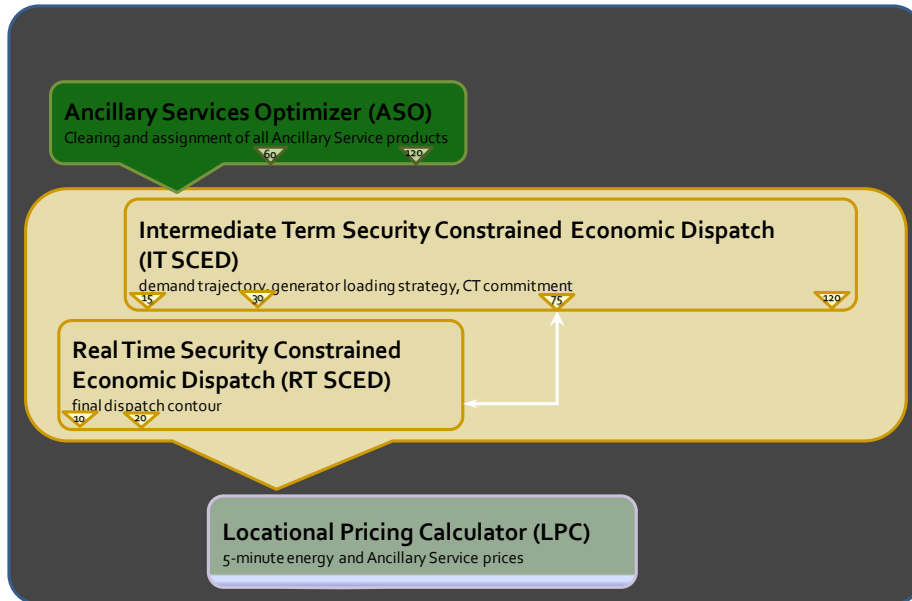 Ancillary Services Optimizer (ASO)
Clearing and assignment of all Ancillary Service products
60 120
Intermediate Term Security Constrained Economic Dispatch
(IT SCED)
demand trajectory, generator loading strategy, CT commitment
15 30 75 120
Real Time Security Constrained
Economic Dispatch (RT SCED)
final dispatch contour
10 20
Locational Pricing Calculator (LPC)
5-minute energy and Ancillary Service prices